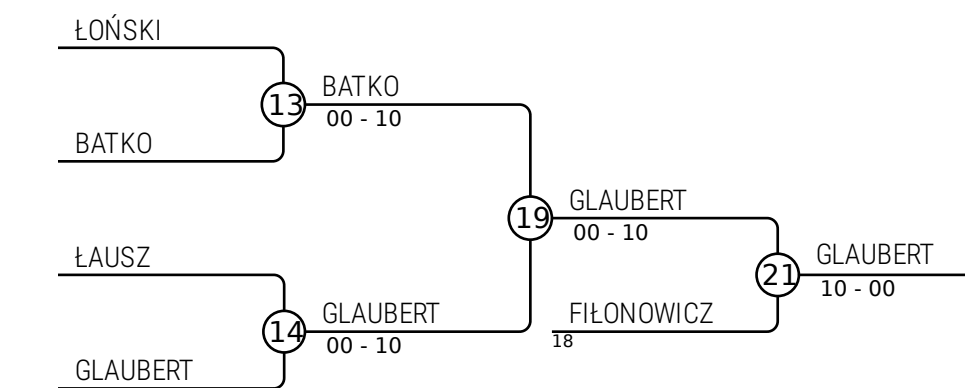 ŁOŃSKI
BATKO
13
00 - 10
BATKO
GLAUBERT
19
00 - 10
ŁAUSZ
GLAUBERT
21
10 - 00
GLAUBERT
14
00 - 10
FIŁONOWICZ
18
GLAUBERT